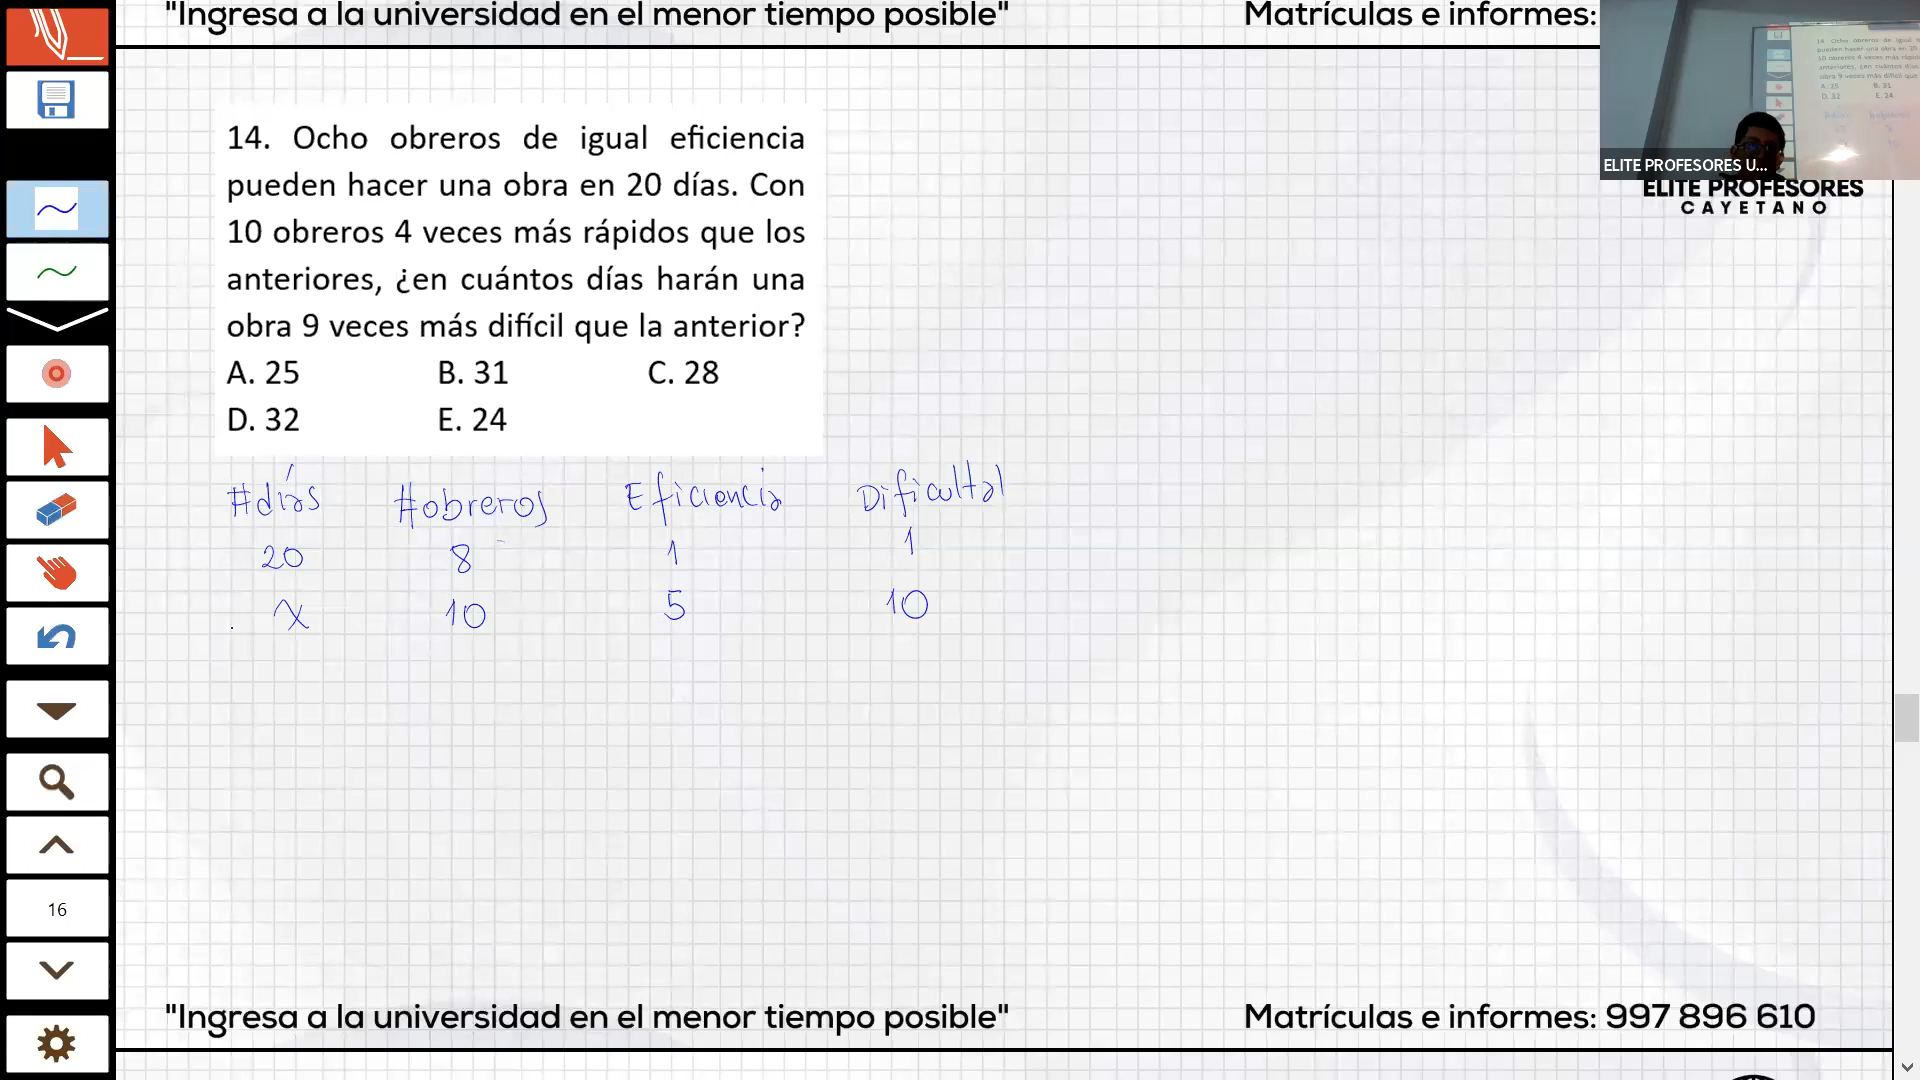 "Ingresa a la universidad en el menor tiempo posible" Matrículas e informes:
ELITE PROFESORES U...
ELITE PROFESORES
CAYETANO
14. Ocho obreros de igual eficiencia
pueden hacer una obra en 20 días. Con
10 obreros 4 veces más rápidos que los
anteriores, ¿en cuántos días harán una
obra 9 veces más difícil que la anterior?
A. 25 B. 31 C. 28
D. 32 E. 24
#días #obreros Eficiencia Dificultad
20 8 1 1
x 10 5 10
16
"Ingresa a la universidad en el menor tiempo posible" Matrículas e informes: 997 896 610